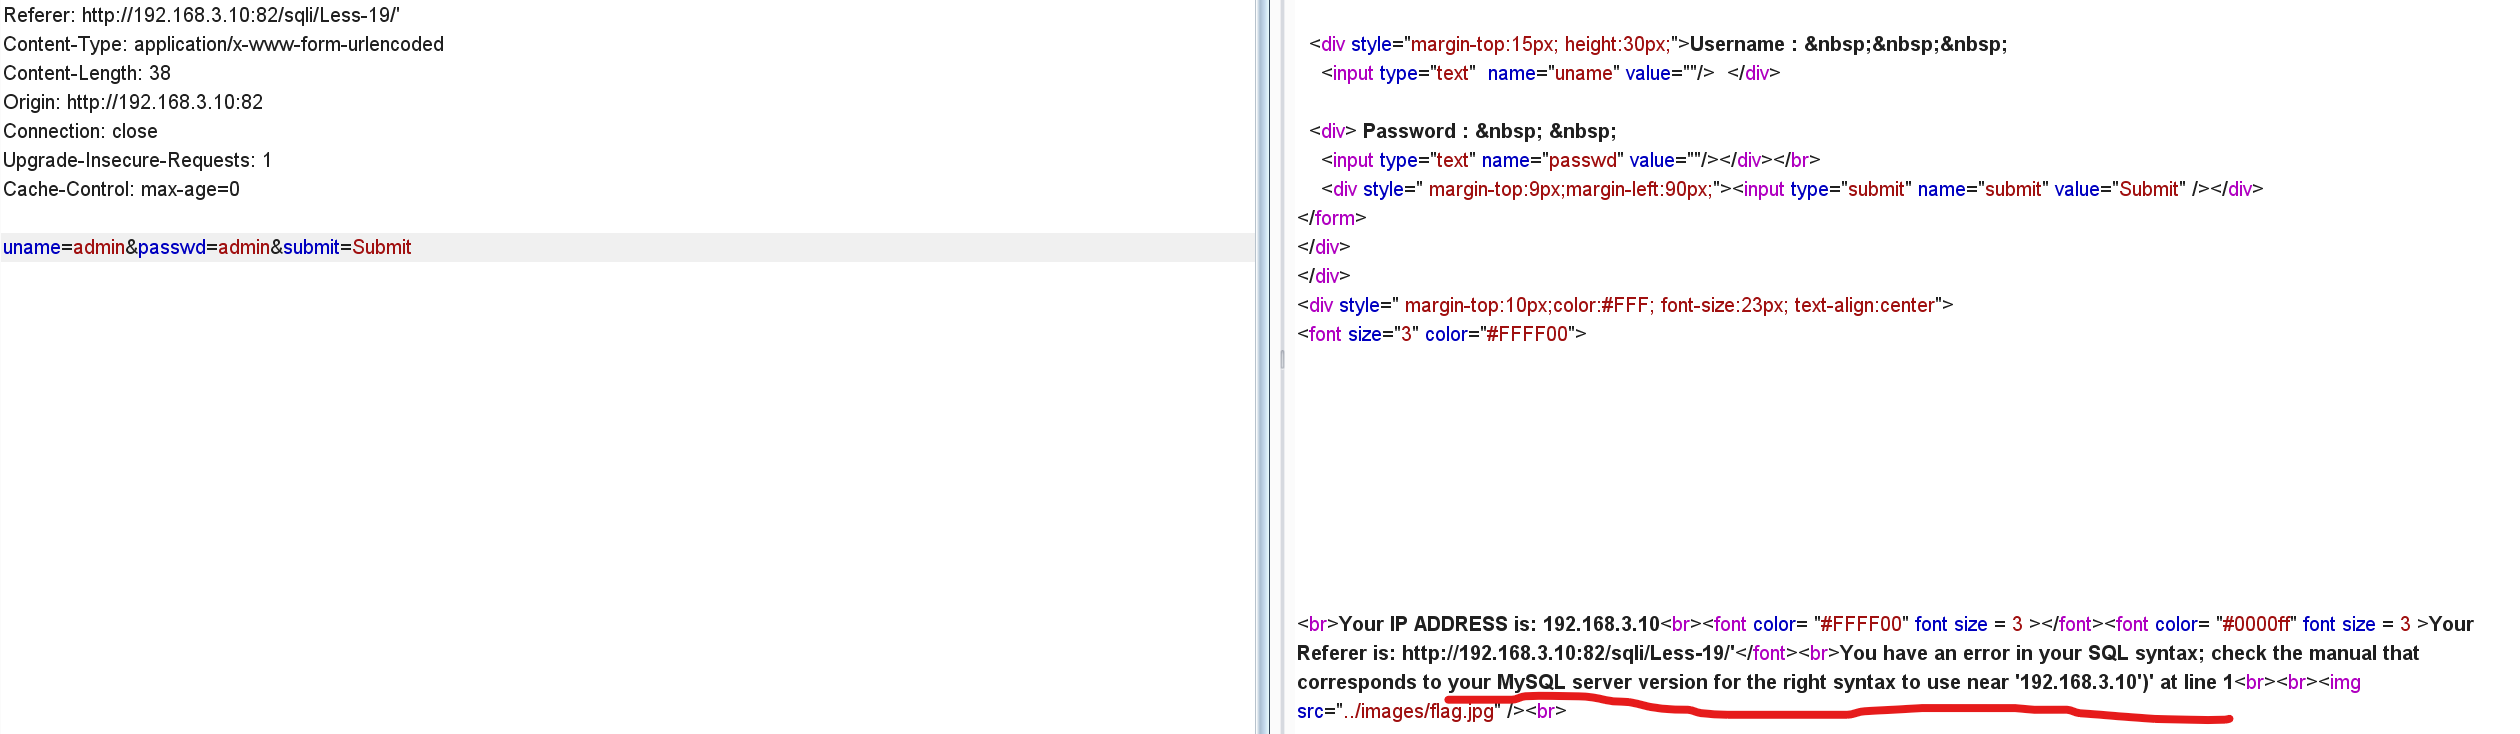 Referer: http://192.168.3.10:82/sqli/Less-19/'
Content-Type: application/x-www-form-urlencoded
Content-Length: 38
Origin: http://192.168.3.10:82
Connection: close
Upgrade-Insecure-Requests: 1
Cache-Control: max-age=0
uname=admin&passwd=admin&submit=Submit
<div style="margin-top:15px; height:30px;">Username : &nbsp;&nbsp;&nbsp;
<input type="text"  name="uname" value=""/>  </div>
<div> Password : &nbsp; &nbsp;
<input type="text" name="passwd" value=""/></div></br>
<div style=" margin-top:9px;margin-left:90px;"><input type="submit" name="submit" value="Submit" /></div>
</form>
</div>
</div>
<div style=" margin-top:10px;color:#FFF; font-size:23px; text-align:center">
<font size="3" color="#FFFF00">
<br>Your IP ADDRESS is: 192.168.3.10<br><font color= "#FFFF00" font size = 3 ></font><font color= "#0000ff" font size = 3 >Your
Referer is: http://192.168.3.10:82/sqli/Less-19/'</font><br>You have an error in your SQL syntax; check the manual that
corresponds to your MySQL server version for the right syntax to use near '192.168.3.10')' at line 1<br><br><img
src="../images/flag.jpg" /><br>